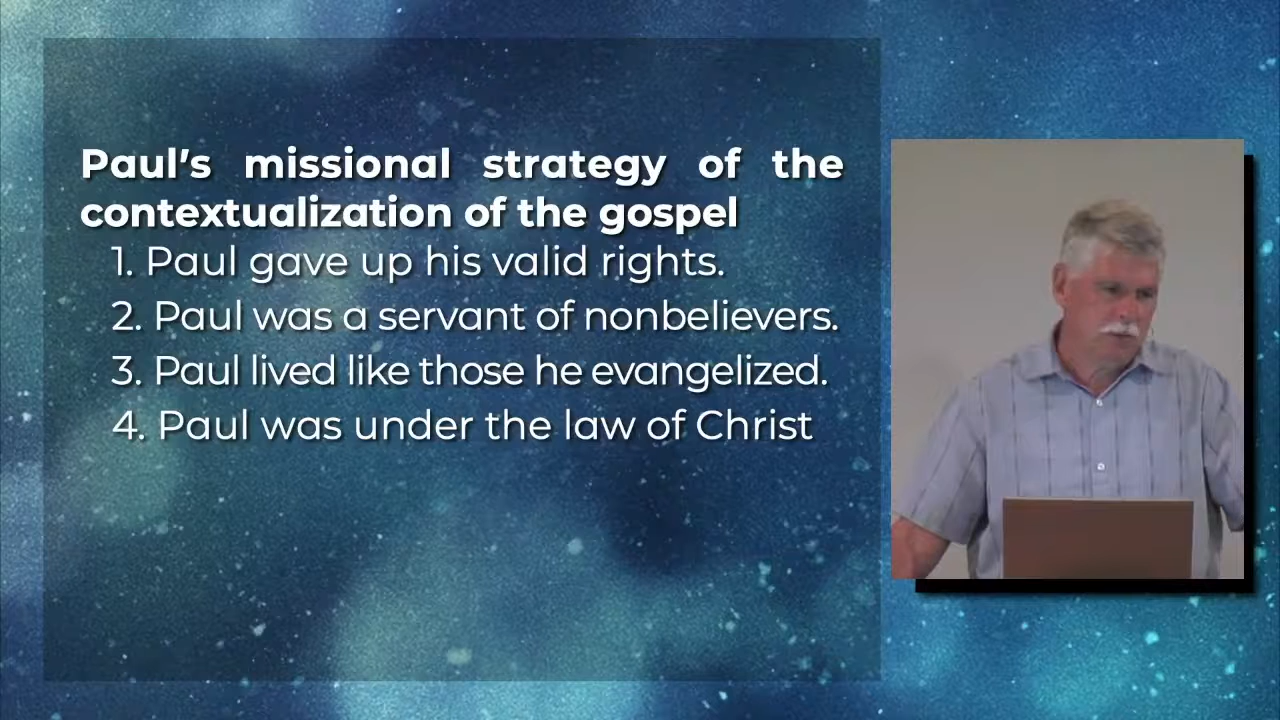 Paul's missional strategy of the
contextualization of the gospel
1. Paul gave up his valid rights.
2. Paul was a servant of nonbelievers.
3. Paul lived like those he evangelized.
4. Paul was under the law of Christ